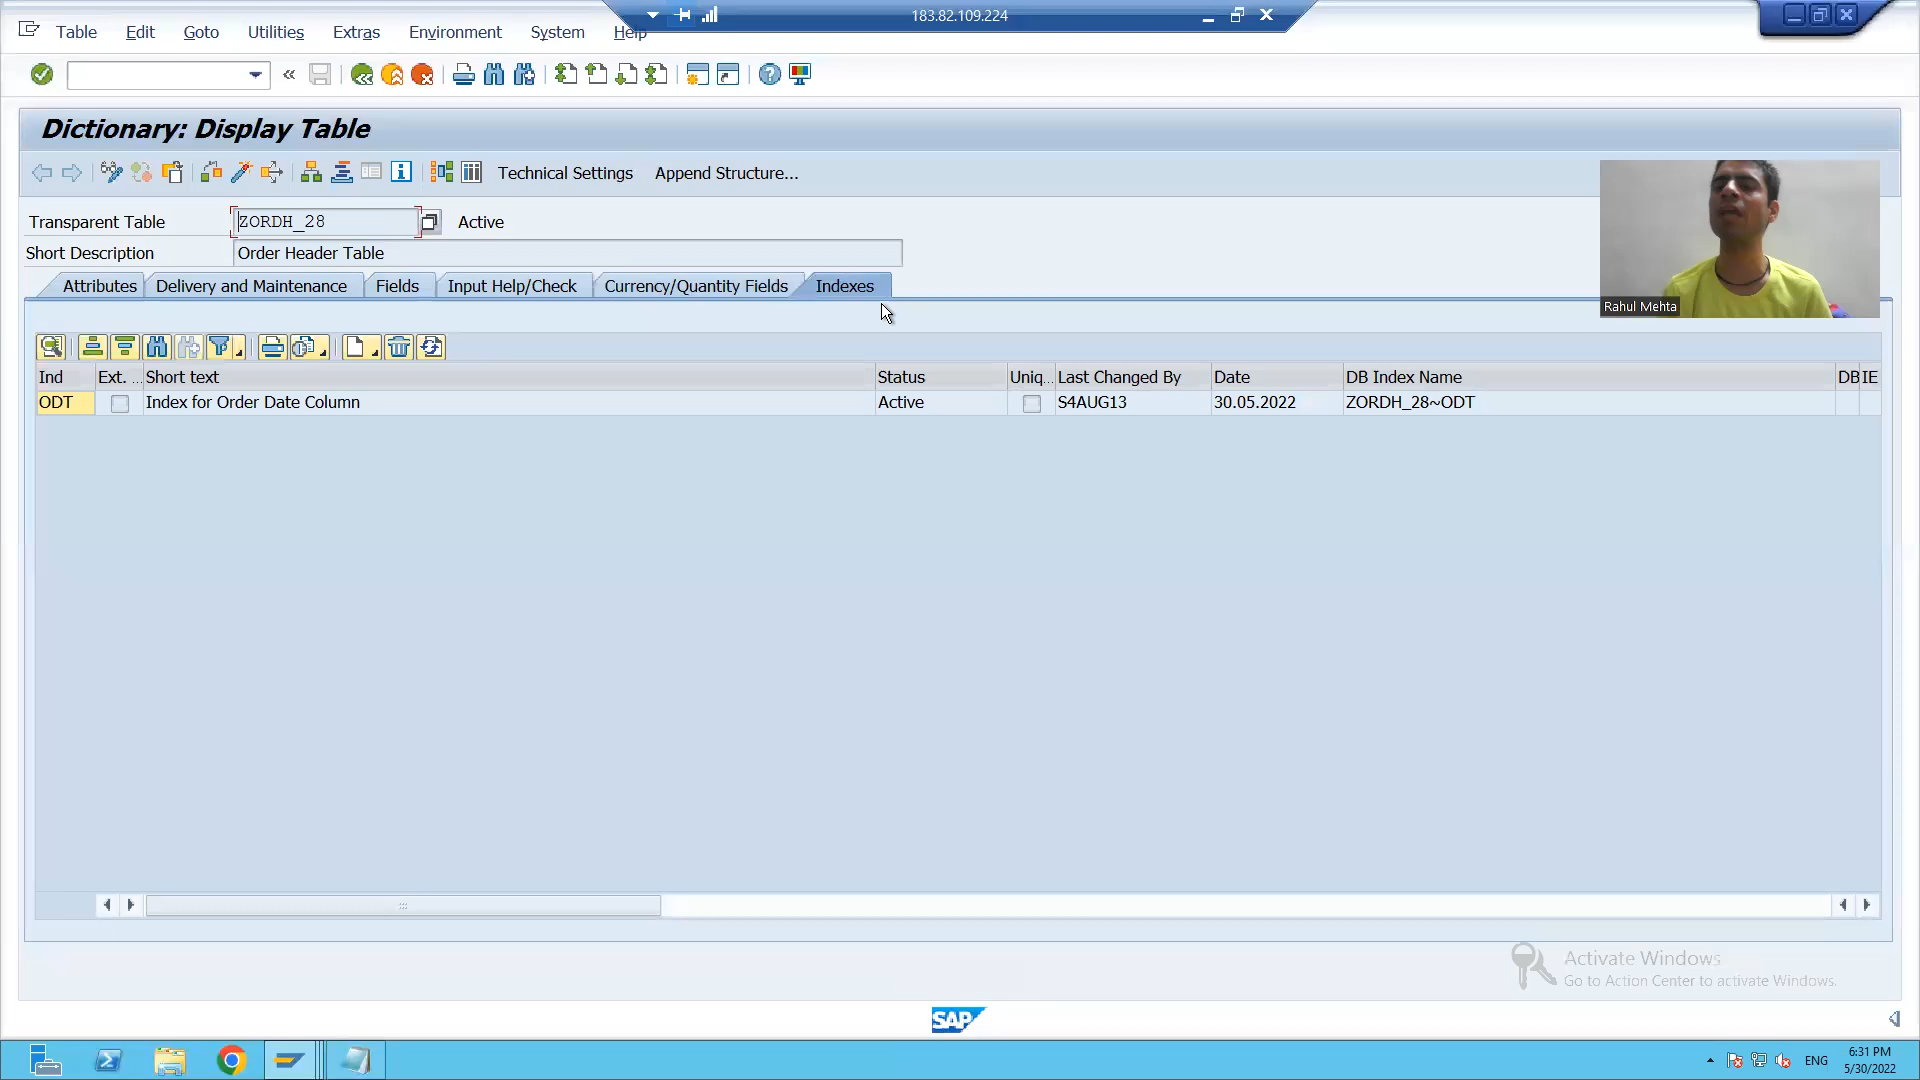 183.82.109.224
Table Edit Goto Utilities Extras Environment System Help
Dictionary: Display Table
Technical Settings Append Structure...
Transparent Table ZORDH_28 Active
Short Description Order Header Table
Attributes Delivery and Maintenance Fields Input Help/Check Currency/Quantity Fields Indexes
Rahul Mehta
Ind Ext. ... Short text Status Uniq... Last Changed By Date DB Index Name DB IE
ODT Index for Order Date Column Active S4AUG13 30.05.2022 ZORDH_28~ODT
Activate Windows
Go to Action Center to activate Windows.
SAP
ENG
6:31 PM
5/30/2022